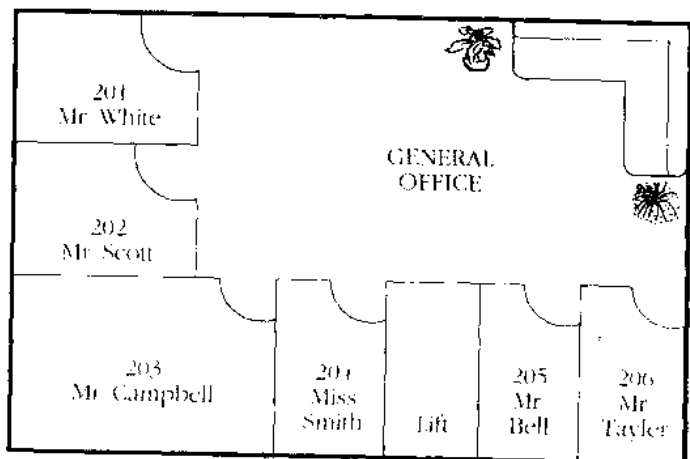 201
Mr White
GENERAL
OFFICE
202
Mr Scott
203
Mr Campbell
204
Miss
Smith
Lift
205
Mr
Bell
206
Mr
Tayler